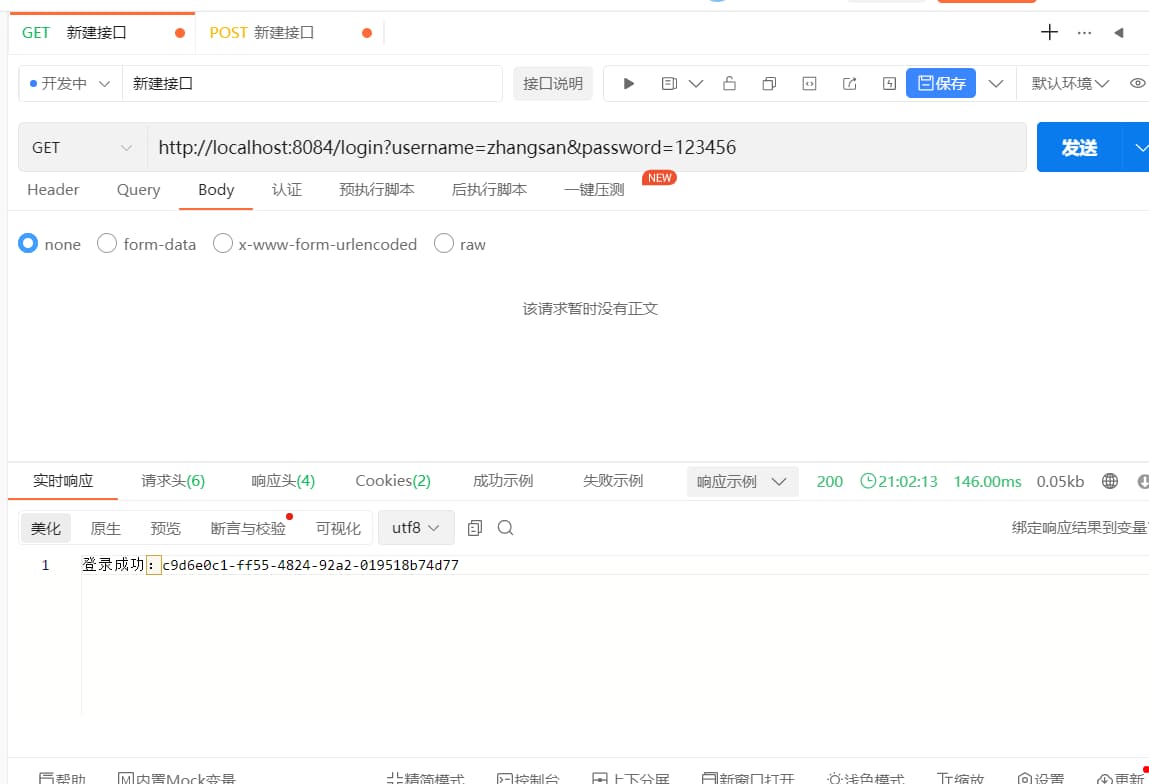 GET 新建接口 POST 新建接口
开发中 新建接口 接口说明 保存 默认环境
GET http://localhost:8084/login?username=zhangsan&password=123456 发送
Header Query Body 认证 预执行脚本 后执行脚本 一键压测 NEW
none form-data x-www-form-urlencoded raw
该请求暂时没有正文
实时响应 请求头(6) 响应头(4) Cookies(2) 成功示例 失败示例 响应示例 200 21:02:13 146.00ms 0.05kb
美化 原生 预览 断言与校验 可视化 utf8 绑定响应结果到变量
1 登录成功：c9d6e0c1-ff55-4824-92a2-019518b74d77
帮助 内置Mock变量 精简模式 控制台 上下分屏 新窗口打开 浅色模式 缩放 设置 更新